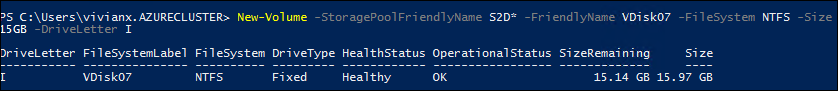 PS C:\Users\vivianx.AZURECLUSTER> New-Volume -StoragePoolFriendlyName S2D* -FriendlyName VDisk07 -FileSystem NTFS -Size
15GB -DriveLetter I
DriveLetter FileSystemLabel FileSystem DriveType HealthStatus OperationalStatus SizeRemaining Size
----------- --------------- ---------- --------- ------------ ----------------- ------------- ----
I VDisk07 NTFS Fixed Healthy OK 15.14 GB 15.97 GB